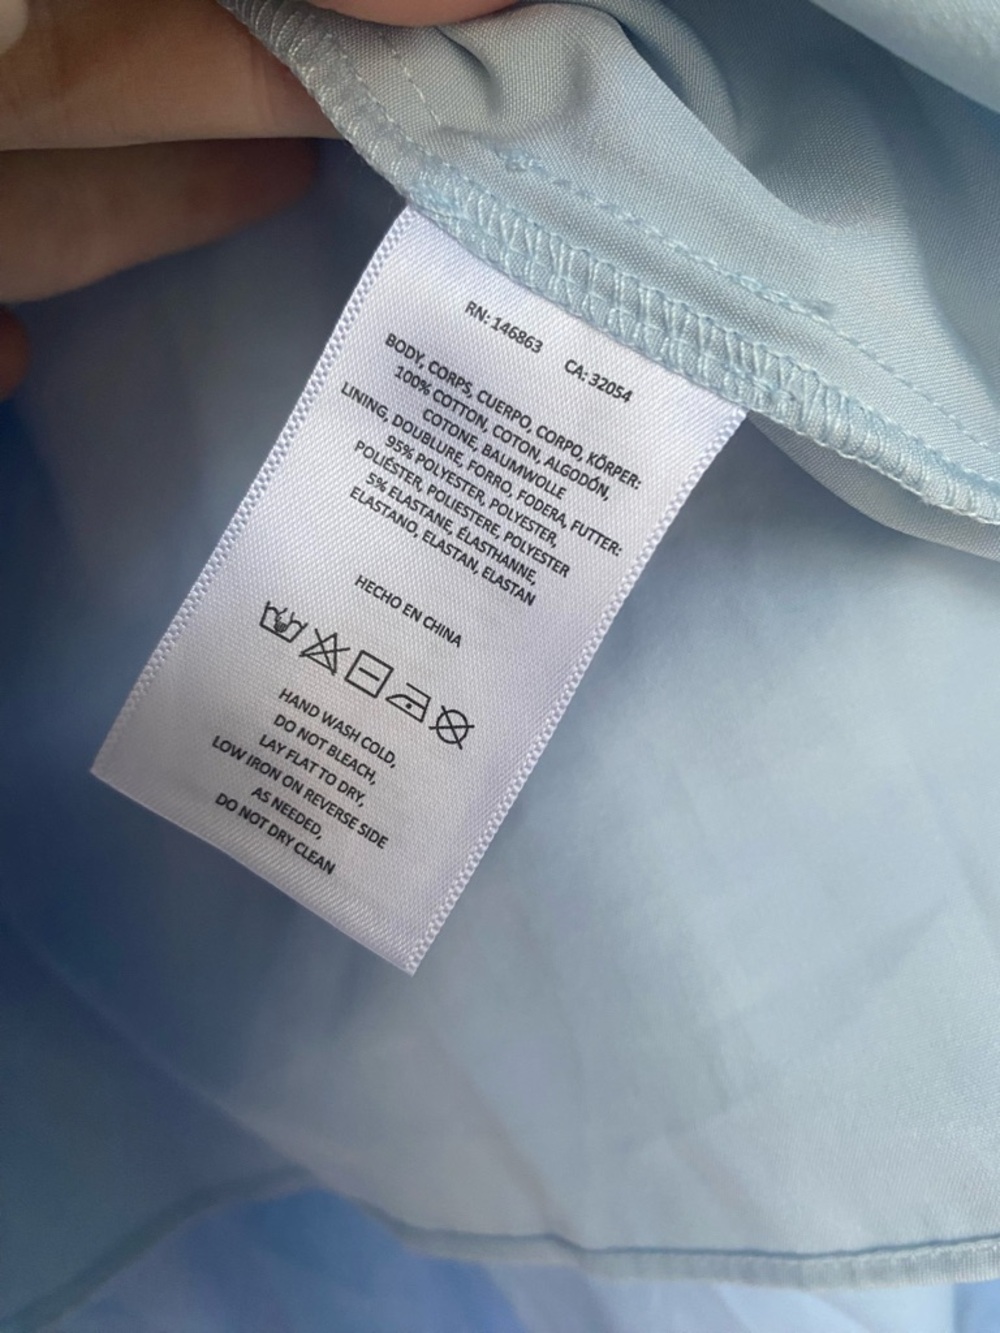 RN: 146863 CA: 32054
BODY, CORPS, CUERPO, CORPO, KÖRPER:
100% COTTON, COTON, ALGODÓN,
COTONE, BAUMWOLLE
LINING, DOUBLURE, FORRO, FODERA, FUTTER:
95% POLYESTER, POLYESTER,
POLIÉSTER, POLIESTERE, POLYESTER
5% ELASTANE, ÉLASTHANNE,
ELASTANO, ELASTAN, ELASTAN
HECHO EN CHINA
HAND WASH COLD,
DO NOT BLEACH,
LAY FLAT TO DRY,
LOW IRON ON REVERSE SIDE
AS NEEDED,
DO NOT DRY CLEAN